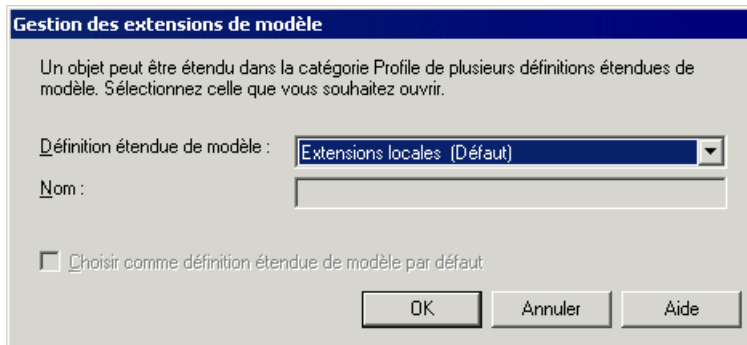 Gestion des extensions de modèle
Un objet peut être étendu dans la catégorie Profile de plusieurs définitions étendues de
modèle. Sélectionnez celle que vous souhaitez ouvrir.
Définition étendue de modèle : Extensions locales (Défaut)
Nom :
Choisir comme définition étendue de modèle par défaut
OK Annuler Aide